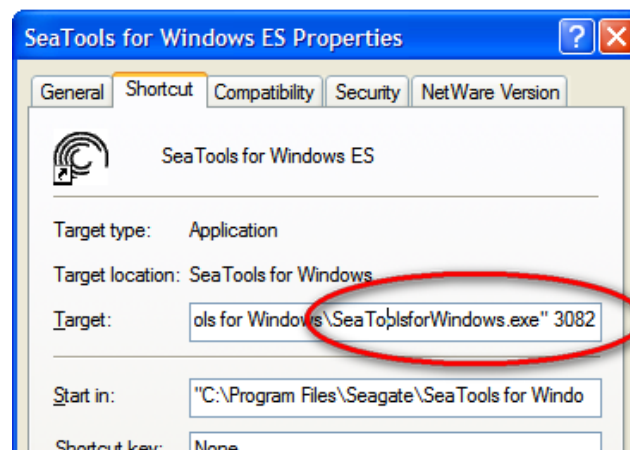 SeaTools for Windows ES Properties
General Shortcut Compatibility Security NetWare Version
SeaTools for Windows ES
Target type: Application
Target location: SeaTools for Windows
Target: ols for Windows\SeaToolsforWindows.exe" 3082
Start in: "C:\Program Files\Seagate\SeaTools for Windo
Shortcut key: None